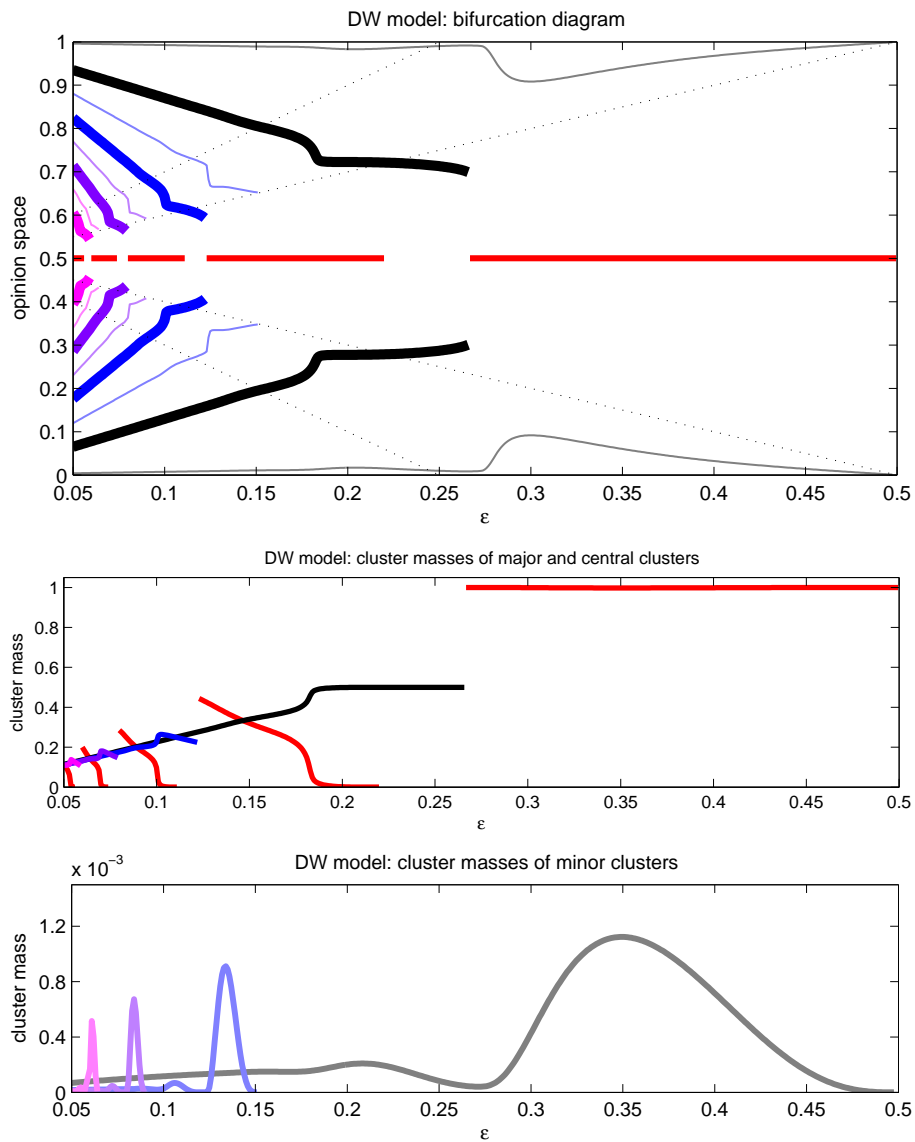 DW model: bifurcation diagram
1
0.9
0.8
0.7
0.6
0.5
0.4
0.3
0.2
0.1
0
opinion space
0.05 0.1 0.15 0.2 0.25 0.3 0.35 0.4 0.45 0.5
ε
DW model: cluster masses of major and central clusters
1
0.8
0.6
0.4
0.2
0
cluster mass
0.05 0.1 0.15 0.2 0.25 0.3 0.35 0.4 0.45 0.5
ε
x 10⁻³
DW model: cluster masses of minor clusters
1.2
0.8
0.4
0
cluster mass
0.05 0.1 0.15 0.2 0.25 0.3 0.35 0.4 0.45 0.5
ε